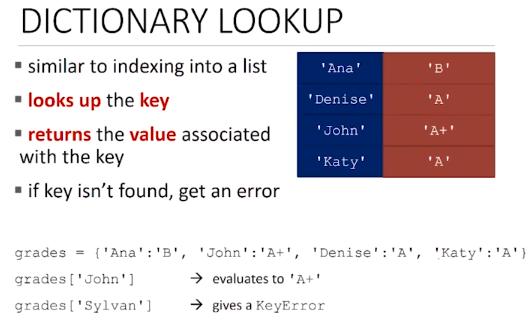 DICTIONARY LOOKUP
▪ similar to indexing into a list
▪ looks up the key
▪ returns the value associated
with the key
▪ if key isn't found, get an error
'Ana' 'B'
'Denise' 'A'
'John' 'A+'
'Katy' 'A'
grades = {'Ana':'B', 'John':'A+', 'Denise':'A', 'Katy':'A'}
grades['John'] → evaluates to 'A+'
grades['Sylvan'] → gives a KeyError